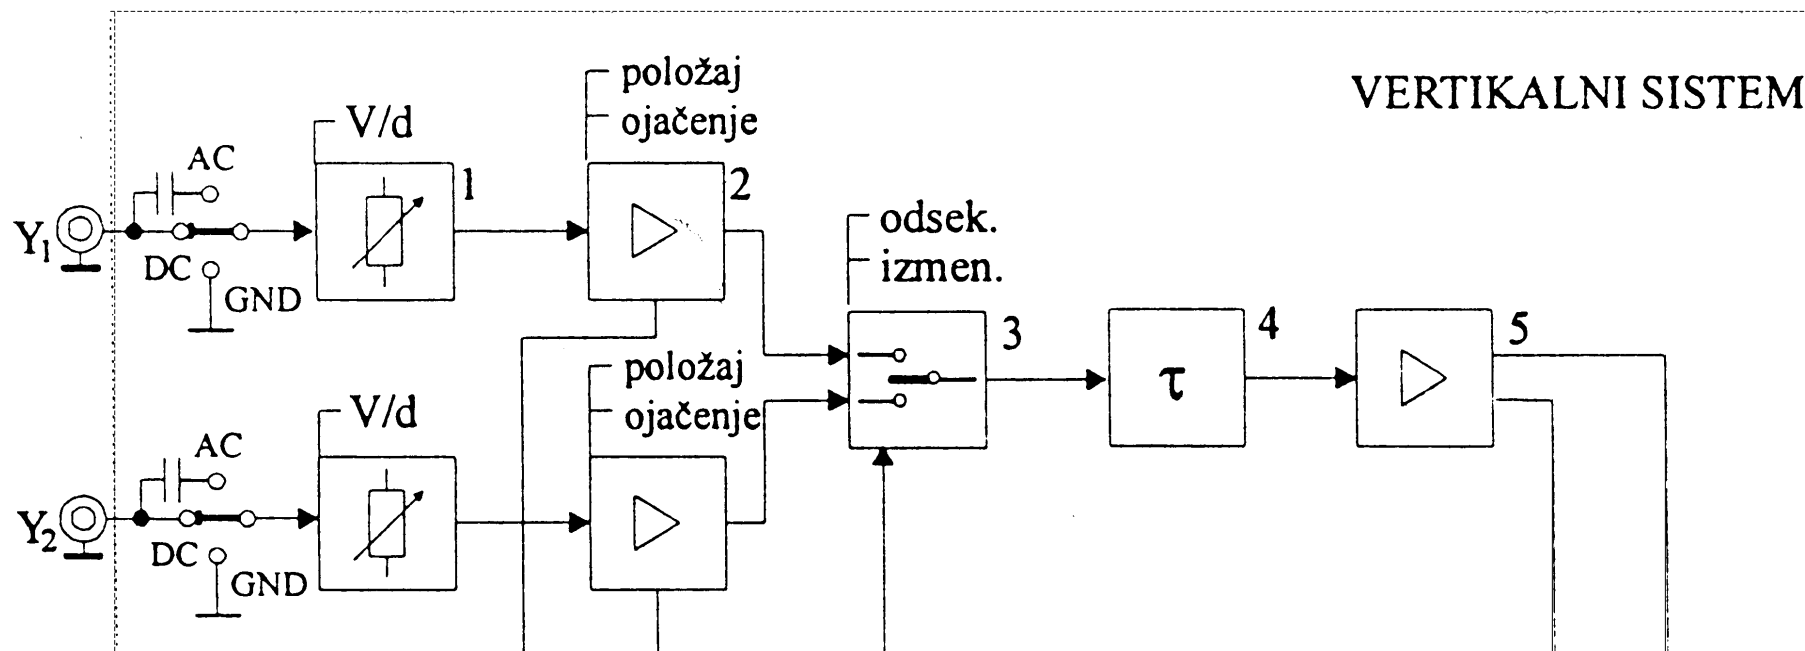 VERTIKALNI SISTEM
položaj
ojačenje
V/d
AC
1
2
Y1
DC
GND
odsek.
izmen.
3
τ
4
5
položaj
ojačenje
V/d
AC
Y2
DC
GND